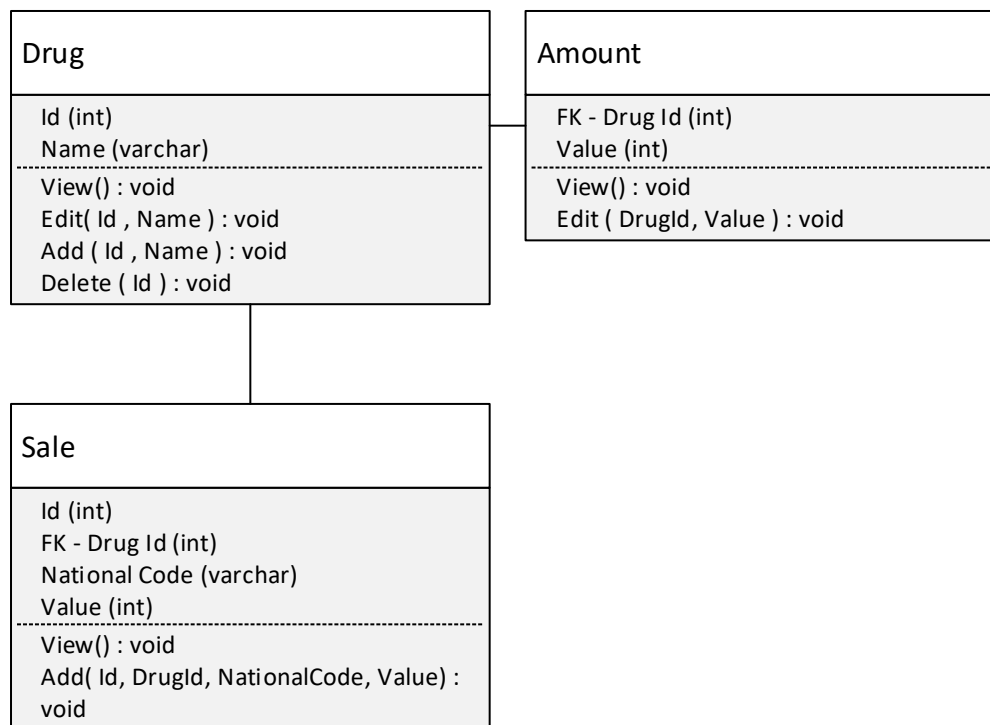 Drug
Id (int)
Name (varchar)
View() : void
Edit( Id , Name ) : void
Add ( Id , Name ) : void
Delete ( Id ) : void
Amount
FK - Drug Id (int)
Value (int)
View() : void
Edit ( DrugId, Value ) : void
Sale
Id (int)
FK - Drug Id (int)
National Code (varchar)
Value (int)
View() : void
Add( Id, DrugId, NationalCode, Value) :
void